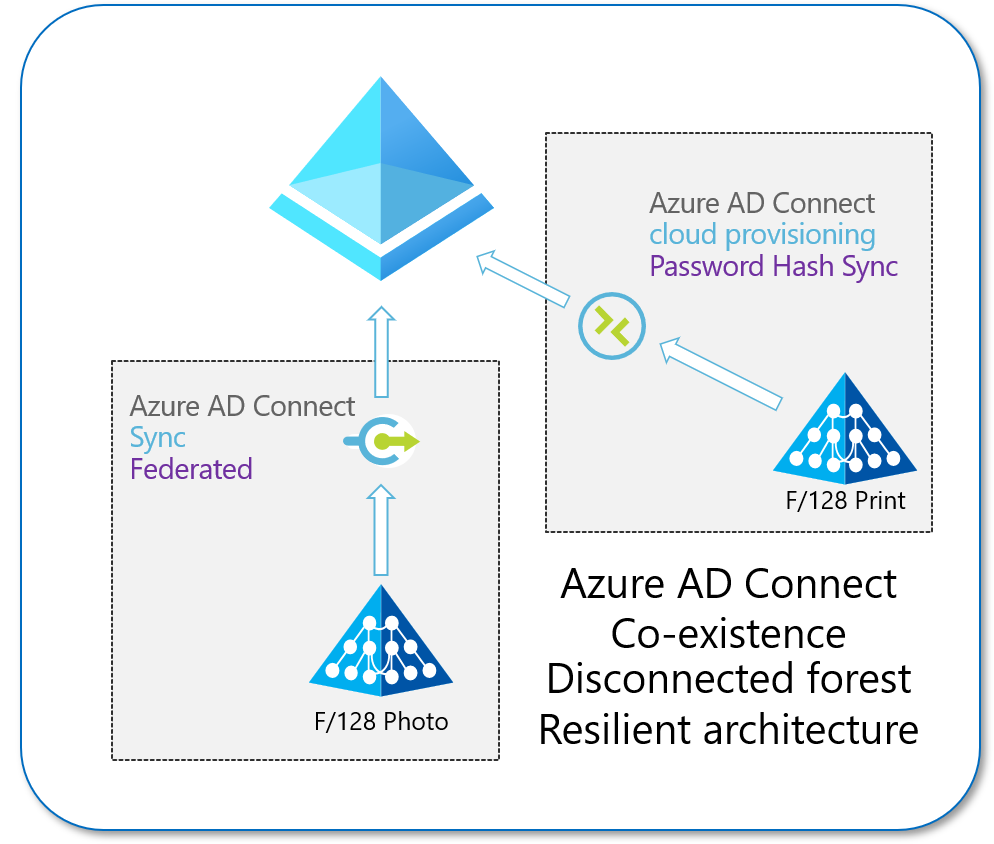 Azure AD Connect
cloud provisioning
Password Hash Sync
F/128 Print
Azure AD Connect
Sync
Federated
F/128 Photo
Azure AD Connect
Co-existence
Disconnected forest
Resilient architecture